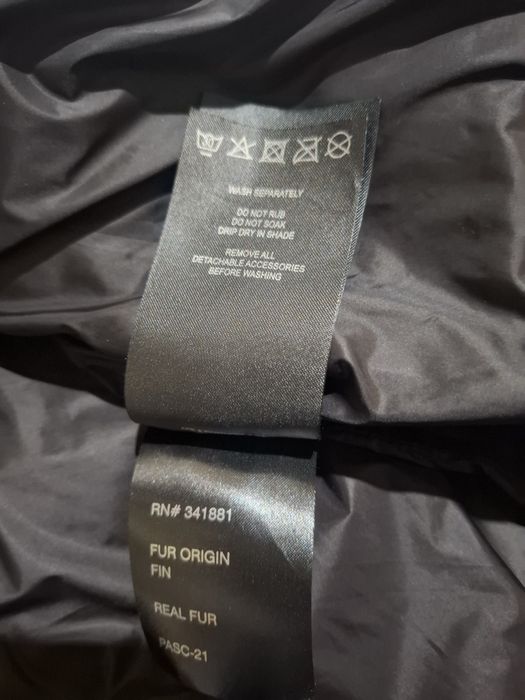 WASH SEPARATELY
DO NOT RUB
DO NOT SOAK
DRIP DRY IN SHADE
REMOVE ALL
DETACHABLE ACCESSORIES
BEFORE WASHING
RN# 341881
FUR ORIGIN
FIN
REAL FUR
PASC-21